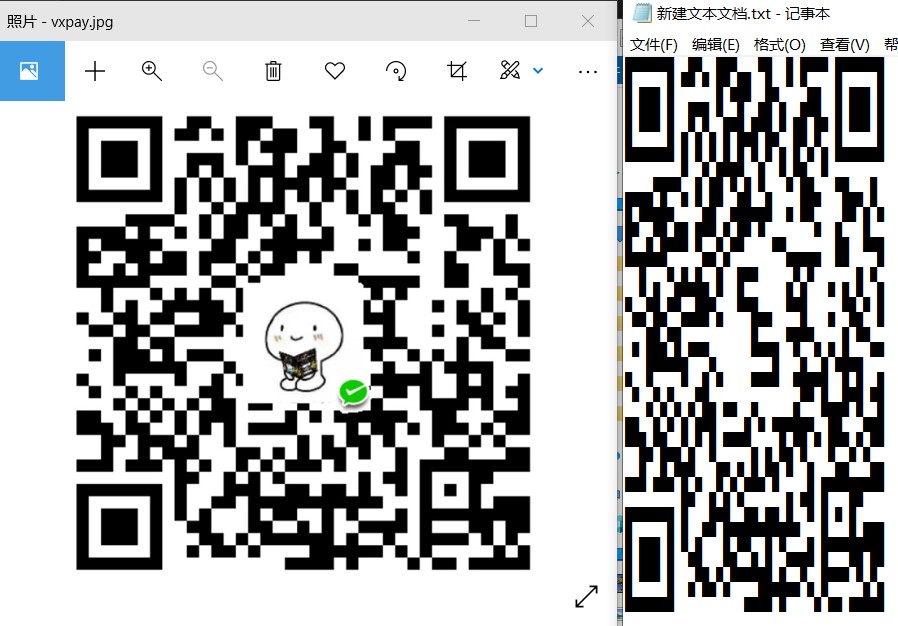 照片 - vxpay.jpg
新建文本文档.txt - 记事本
文件(F) 编辑(E) 格式(O) 查看(V) 帮